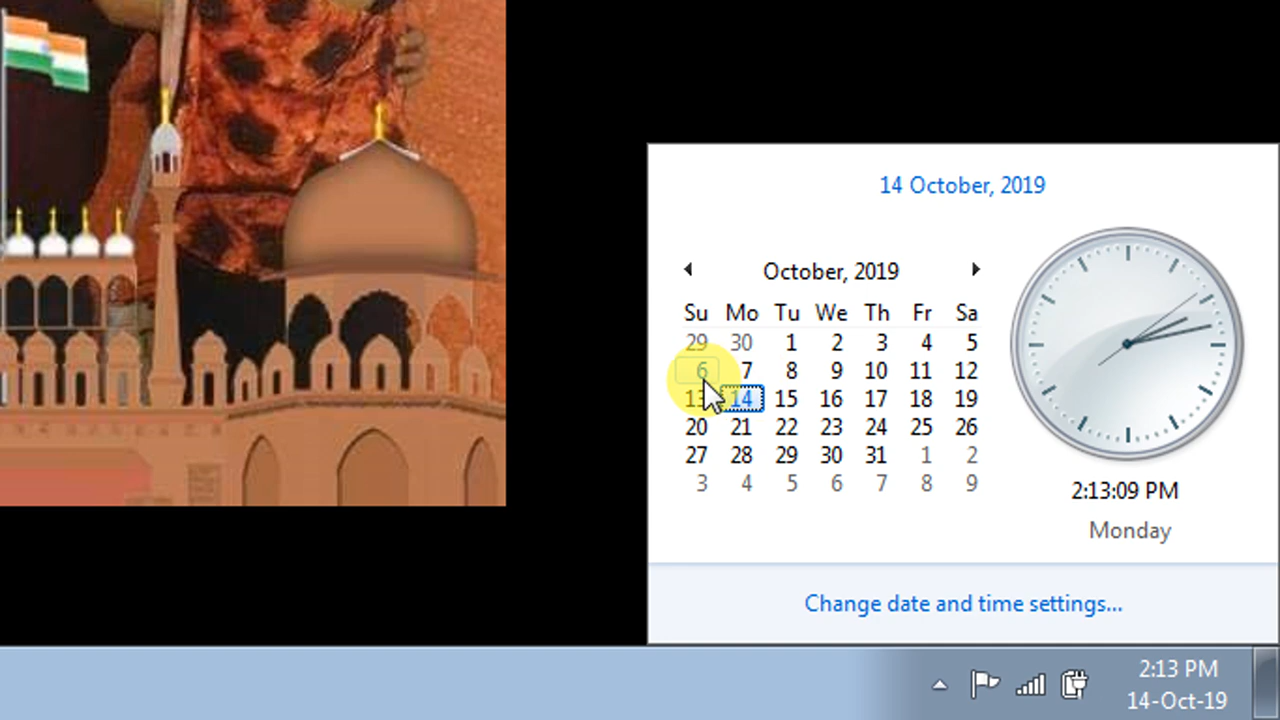 14 October, 2019
October, 2019
Su Mo Tu We Th Fr Sa
29 30 1 2 3 4 5
6 7 8 9 10 11 12
13 14 15 16 17 18 19
20 21 22 23 24 25 26
27 28 29 30 31 1 2
3 4 5 6 7 8 9
2:13:09 PM
Monday
Change date and time settings...
2:13 PM
14-Oct-19